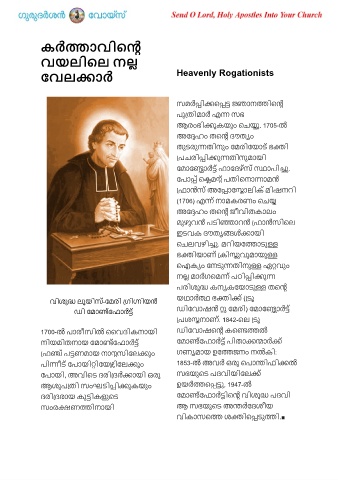 ഗുരുദർശൻ വോയ്സ്
Send O Lord, Holy Apostles Into Your Church
കർത്താവിന്റെ
വയലിലെ നല്ല
വേലക്കാർ
Heavenly Rogationists
വിശുദ്ധ ലൂയിസ്-മേരി ഗ്രിഗ്നിയൻ
ഡി മോൺഫോർട്ട്
1700-ൽ പാരീസിൽ വൈദികനായി
നിയമിതനായ മോൺഫോർട്ട്
ഫ്രഞ്ച് പട്ടണമായ നാന്റസിലേക്കും
പിന്നീട് പോയിറ്റിയേഴ്സിലേക്കും
പോയി, അവിടെ ദരിദ്രർക്കായി ഒരു
ആശുപത്രി സംഘടിപ്പിക്കുകയും
ദരിദ്രരായ കുട്ടികളുടെ
സംരക്ഷണത്തിനായി
സമർപ്പിക്കപ്പെട്ട ജ്ഞാനത്തിന്റെ
പുത്രിമാർ എന്ന സഭ
ആരംഭിക്കുകയും ചെയ്തു. 1705-ൽ
അദ്ദേഹം തന്റെ ദൗത്യം
തുടരുന്നതിനും മേരിയോട് ഭക്തി
പ്രചരിപ്പിക്കുന്നതിനുമായി
മോണ്ട്ഫോർട്ട് ഫാദേഴ്സ് സ്ഥാപിച്ചു.
പോപ്പ് ക്ലെമന്റ് പതിനൊന്നാമൻ
ഫ്രാൻസ് അപ്പോസ്തോലിക് മിഷനറി
(1706) എന്ന് നാമകരണം ചെയ്ത
അദ്ദേഹം തന്റെ ജീവിതകാലം
മുഴുവൻ പടിഞ്ഞാറൻ ഫ്രാൻസിലെ
ഇടവക ദൗത്യങ്ങൾക്കായി
ചെലവഴിച്ചു. മറിയത്തോടുള്ള
ഭക്തിയാണ് ക്രിസ്തുവുമായുള്ള
ഐക്യം നേടുന്നതിനുള്ള ഏറ്റവും
നല്ല മാർഗമെന്ന് പഠിപ്പിക്കുന്ന
പരിശുദ്ധ കന്യകയോടുള്ള തന്റെ
യഥാർത്ഥ ഭക്തിക്ക് (ട്രൂ
ഡിവോഷൻ റ്റു മേരി) മോണ്ട്ഫോർട്ട്
പ്രശസ്തനാണ്. 1842-ലെ ട്രൂ
ഡിവോഷന്റെ കണ്ടെത്തൽ
മോൺഫോർട്ട് പിതാക്കന്മാർക്ക്
ഗണ്യമായ ഉത്തേജനം നൽകി:
1853-ൽ അവർ ഒരു പൊന്തിഫിക്കൽ
സഭയുടെ പദവിയിലേക്ക്
ഉയർത്തപ്പെട്ടു, 1947-ൽ
മോൺഫോർട്ടിന്റെ വിശുദ്ധ പദവി
ആ സഭയുടെ അന്തർദേശീയ
വികാസത്തെ ശക്തിപ്പെടുത്തി.■